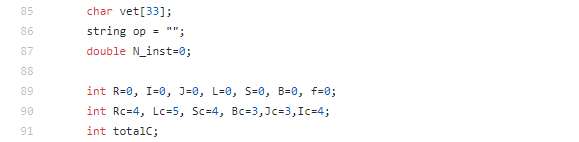 85 char vet[33];
86 string op = "";
87 double N_inst=0;
88
89 int R=0, I=0, J=0, L=0, S=0, B=0, f=0;
90 int Rc=4, Lc=5, Sc=4, Bc=3,Jc=3,Ic=4;
91 int totalC;